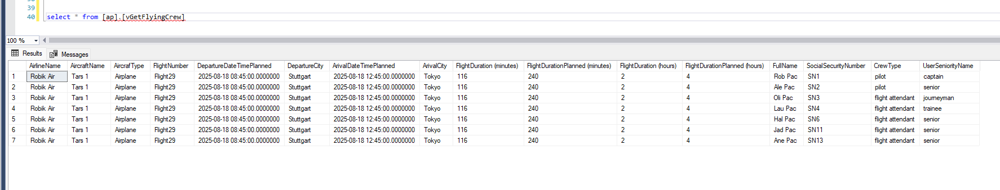 39
40 select * from [ap].[vGetFlyingCrew]
100 %
Results Messages
AirlineName AircraftName AircrafType FlightNumber DepartureDateTimePlanned DepartureCity ArivalDateTimePlanned ArivalCity FlightDuration (minutes) FlightDurationPlanned (minutes) FlightDuration (hours) FlightDurationPlanned (hours) FullName SocialSecurityNumber CrewType UserSeniorityName
1 Robik Air Tars 1 Airplane Flight29 2025-08-18 08:45:00.0000000 Stuttgart 2025-08-18 12:45:00.0000000 Tokyo 116 240 2 4 Rob Pac SN1 pilot captain
2 Robik Air Tars 1 Airplane Flight29 2025-08-18 08:45:00.0000000 Stuttgart 2025-08-18 12:45:00.0000000 Tokyo 116 240 2 4 Ale Pac SN2 pilot senior
3 Robik Air Tars 1 Airplane Flight29 2025-08-18 08:45:00.0000000 Stuttgart 2025-08-18 12:45:00.0000000 Tokyo 116 240 2 4 Oli Pac SN3 flight attendant journeyman
4 Robik Air Tars 1 Airplane Flight29 2025-08-18 08:45:00.0000000 Stuttgart 2025-08-18 12:45:00.0000000 Tokyo 116 240 2 4 Lau Pac SN4 flight attendant trainee
5 Robik Air Tars 1 Airplane Flight29 2025-08-18 08:45:00.0000000 Stuttgart 2025-08-18 12:45:00.0000000 Tokyo 116 240 2 4 Hal Pac SN6 flight attendant senior
6 Robik Air Tars 1 Airplane Flight29 2025-08-18 08:45:00.0000000 Stuttgart 2025-08-18 12:45:00.0000000 Tokyo 116 240 2 4 Jad Pac SN11 flight attendant senior
7 Robik Air Tars 1 Airplane Flight29 2025-08-18 08:45:00.0000000 Stuttgart 2025-08-18 12:45:00.0000000 Tokyo 116 240 2 4 Ane Pac SN13 flight attendant senior